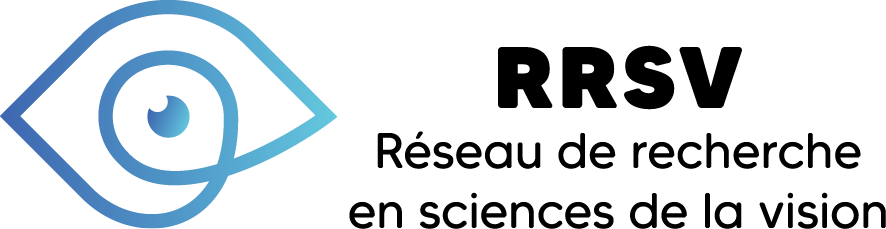 RRSV
Réseau de recherche
en sciences de la vision